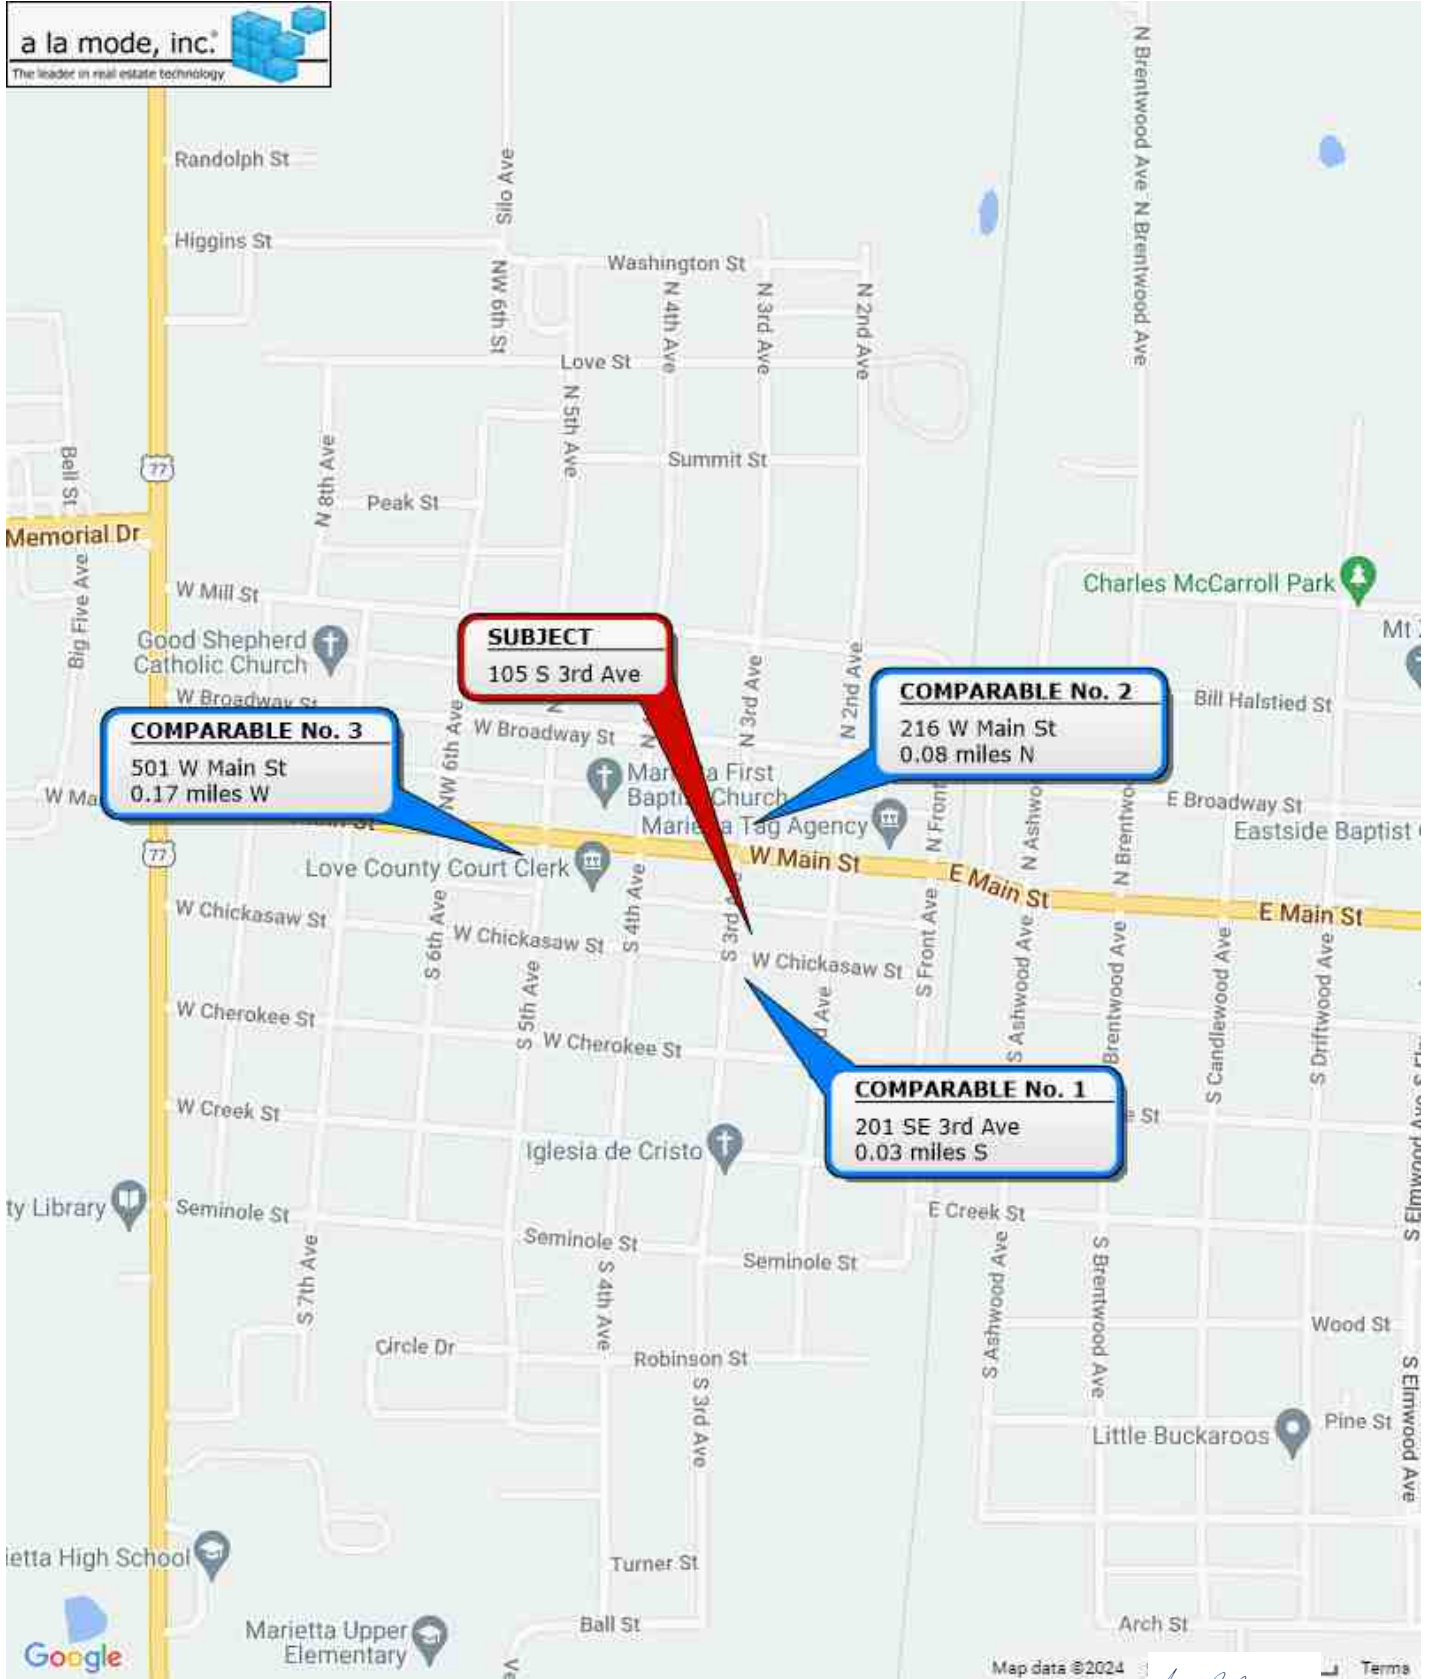 a la mode, inc.®
The leader in real estate technology
N Brentwood Ave
N Brentwood Ave
Randolph St
Silo Ave
Higgins St
Washington St
NW 6th St
N 4th Ave
N 3rd Ave
N 2nd Ave
Love St
N 5th Ave
Bell St
77
N 8th Ave
Summit St
Peak St
Memorial Dr
Big Five Ave
W Mill St
Charles McCarroll Park
Good Shepherd
Catholic Church
SUBJECT
105 S 3rd Ave
Mt
N 3rd Ave
N 2nd Ave
COMPARABLE No. 2
216 W Main St
0.08 miles N
Bill Halstied St
W Broadway St
COMPARABLE No. 3
501 W Main St
0.17 miles W
NW 6th Ave
W Broadway St
First
Church
Tag Agency
N Front
E Broadway St
Eastside Baptist
77
Love County Court Clerk
W Main St
E Main St
E Main St
W Chickasaw St
S 6th Ave
W Chickasaw St
S 4th Ave
S 3rd
W Chickasaw St
S Front Ave
S Ashwood Ave
Brentwood Ave
S Candlewood Ave
S Driftwood Ave
W Cherokee St
S 5th Ave
W Cherokee St
Ave
COMPARABLE No. 1
201 SE 3rd Ave
0.03 miles S
W Creek St
St
Iglesia de Cristo
S Elmwood Ave
ty Library
Seminole St
E Creek St
Seminole St
Seminole St
S 7th Ave
S 4th Ave
S Ashwood Ave
S Brentwood Ave
Wood St
Circle Dr
Robinson St
S 3rd Ave
S Elmwood Ave
Little Buckaroos
Pine St
ietta High School
Turner St
Marietta Upper
Elementary
Ball St
Arch St
Google
Map data ©2024
Terms